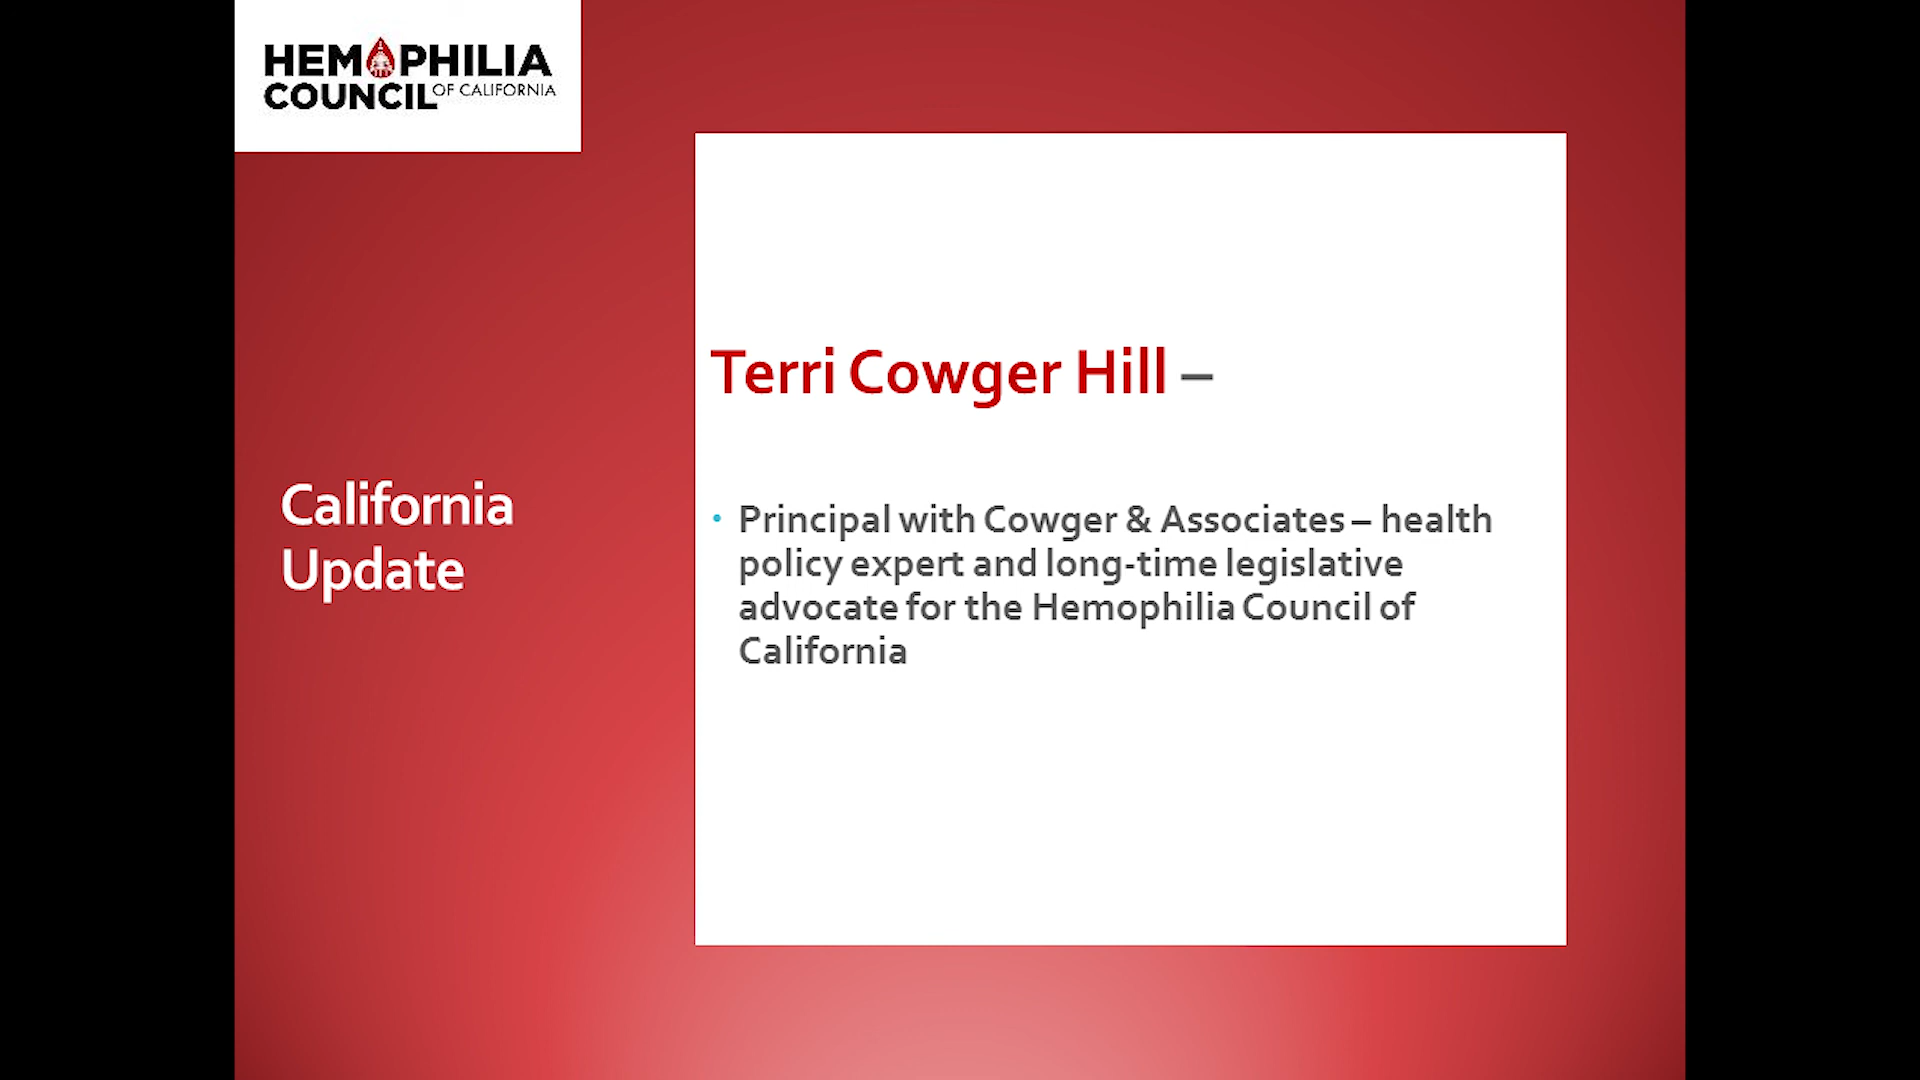 HEMOPHILIA
COUNCIL OF CALIFORNIA
California
Update
Terri Cowger Hill –
• Principal with Cowger & Associates – health
policy expert and long-time legislative
advocate for the Hemophilia Council of
California